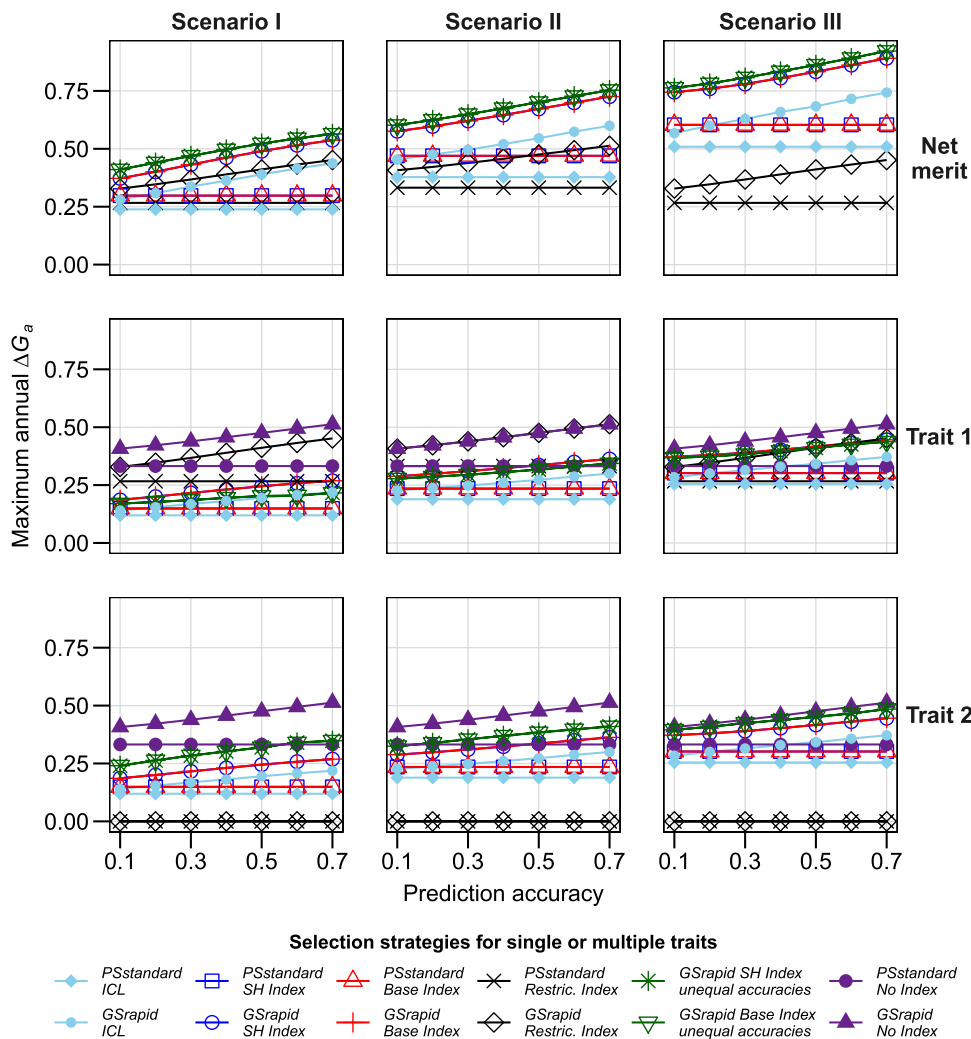 Scenario I Scenario II Scenario III
0.75
0.50
0.25
0.00
Net
merit
Maximum annual ΔG a
0.75
0.50
0.25
0.00
Trait 1
0.75
0.50
0.25
0.00
Trait 2
0.1 0.3 0.5 0.7 0.1 0.3 0.5 0.7 0.1 0.3 0.5 0.7
Prediction accuracy
Selection strategies for single or multiple traits
PSstandard ICL
PSstandard SH Index
PSstandard Base Index
PSstandard Restric. Index
GSrapid SH Index unequal accuracies
PSstandard No Index
GSrapid ICL
GSrapid SH Index
GSrapid Base Index
GSrapid Restric. Index
GSrapid Base Index unequal accuracies
GSrapid No Index